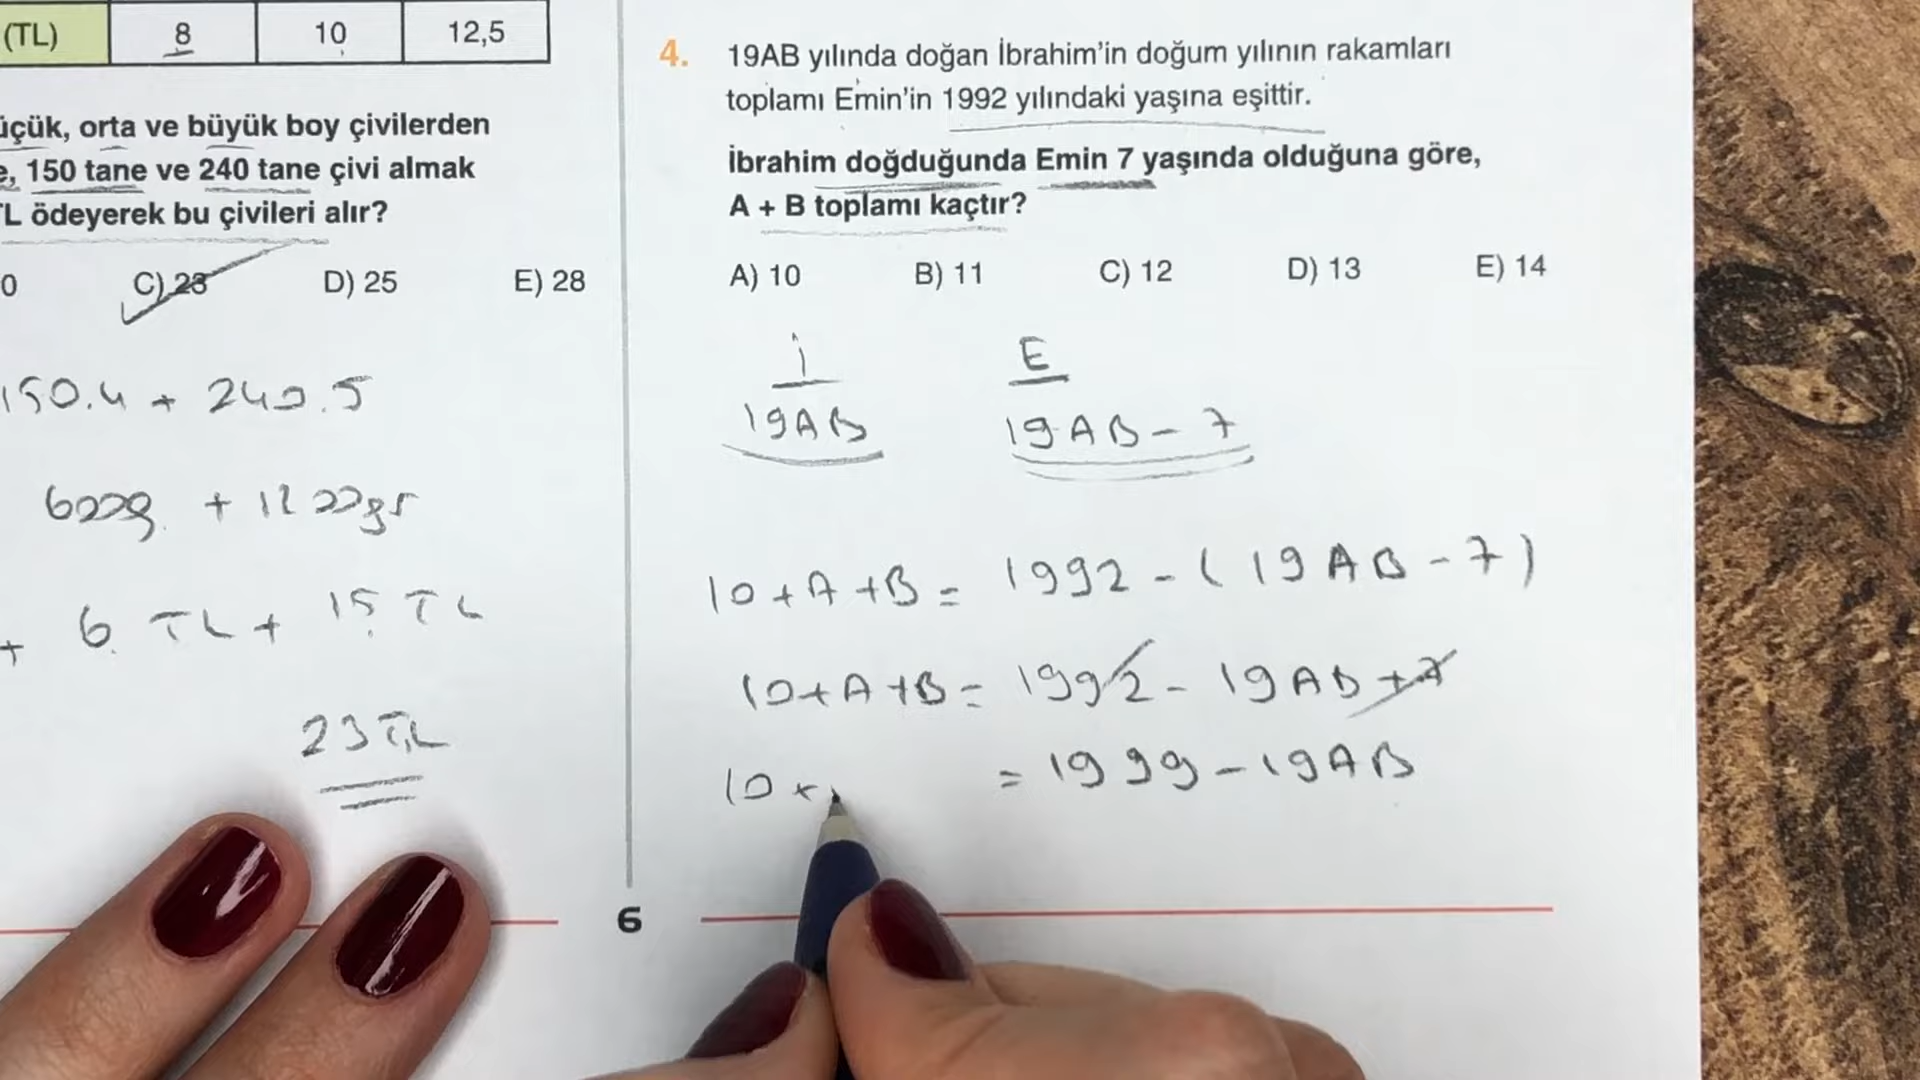 (TL) 8 10 12,5
üçük, orta ve büyük boy çivilerden
e, 150 tane ve 240 tane çivi almak
TL ödeyerek bu çivileri alır?
0 C) 23 D) 25 E) 28
150.4 + 240.5
600g + 1200gr
+ 6 TL + 15 TL
23 TL
4. 19AB yılında doğan İbrahim'in doğum yılının rakamları
toplamı Emin'in 1992 yılındaki yaşına eşittir.
İbrahim doğduğunda Emin 7 yaşında olduğuna göre,
A + B toplamı kaçtır?
A) 10 B) 11 C) 12 D) 13 E) 14
İ E
19AB 19AB - 7
10+A+B = 1992 - (19AB - 7)
10+A+B = 1992 - 19AB + 7
10 + = 1999 - 19AB
6